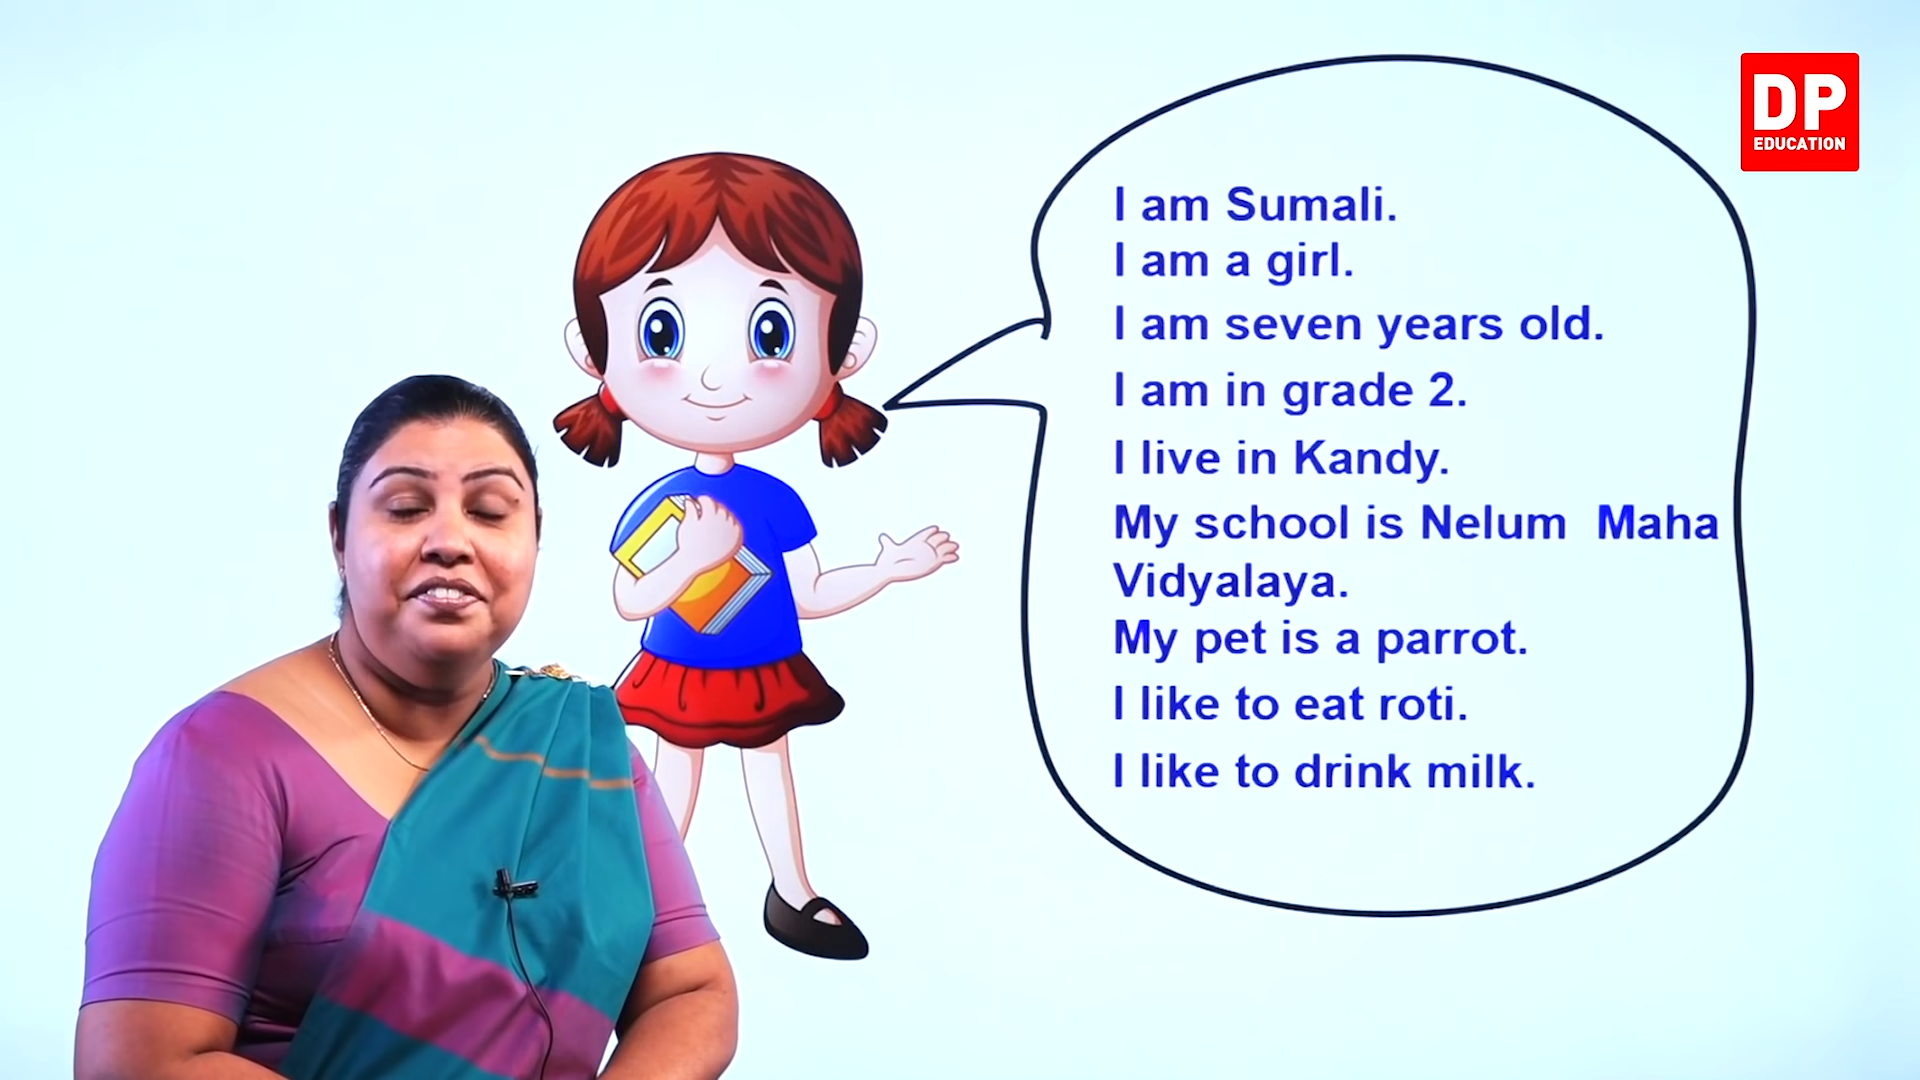 DP
EDUCATION
I am Sumali.
I am a girl.
I am seven years old.
I am in grade 2.
I live in Kandy.
My school is Nelum Maha
Vidyalaya.
My pet is a parrot.
I like to eat roti.
I like to drink milk.